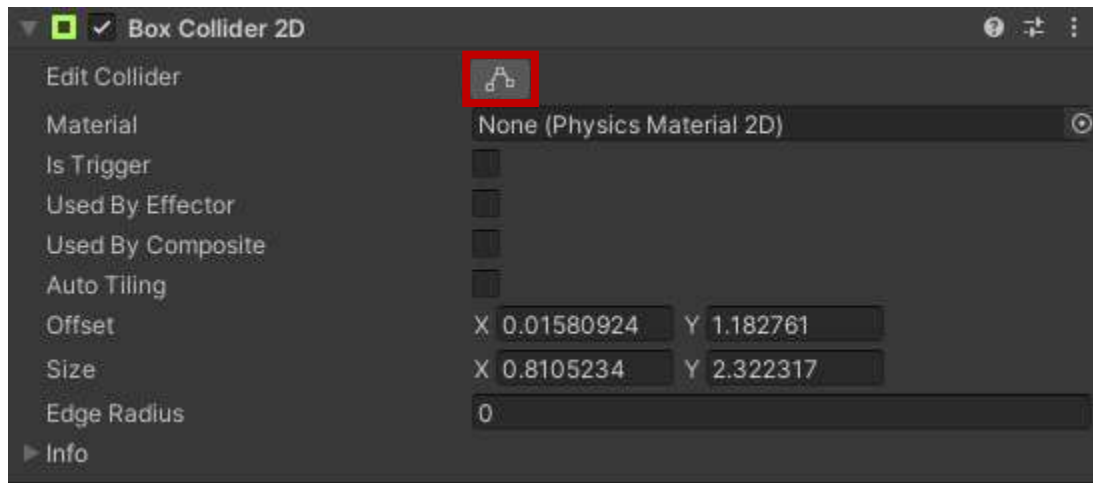 Box Collider 2D
Edit Collider
Material None (Physics Material 2D)
Is Trigger
Used By Effector
Used By Composite
Auto Tiling
Offset X 0.01580924 Y 1.182761
Size X 0.8105234 Y 2.322317
Edge Radius 0
Info